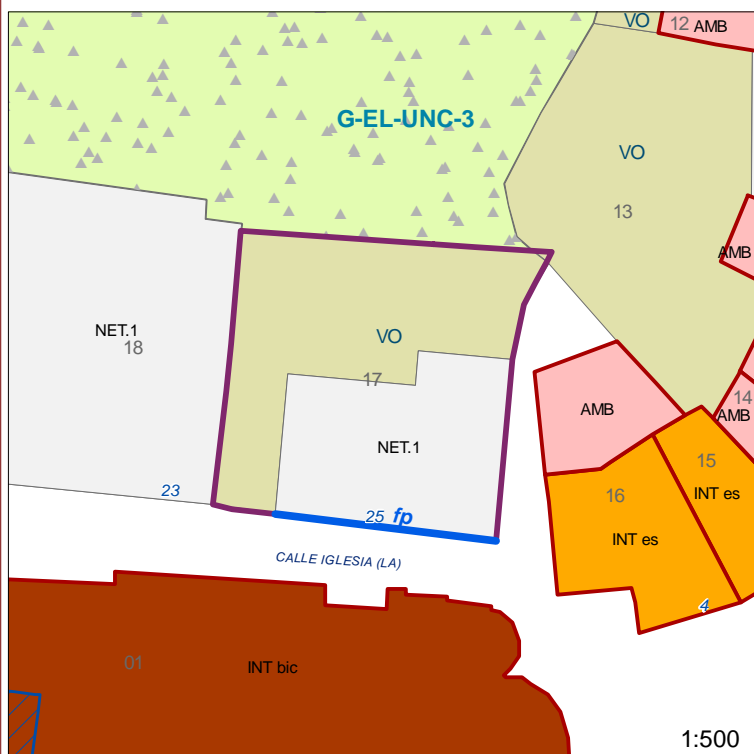 VO
12 AMB
G-EL-UNC-3
VO
13
AMB
NET.1
18
VO
17
NET.1
AMB
14
AMB
15
INT es
16
INT es
23
25 fp
CALLE IGLESIA (LA)
4
01
INT bic
1:500